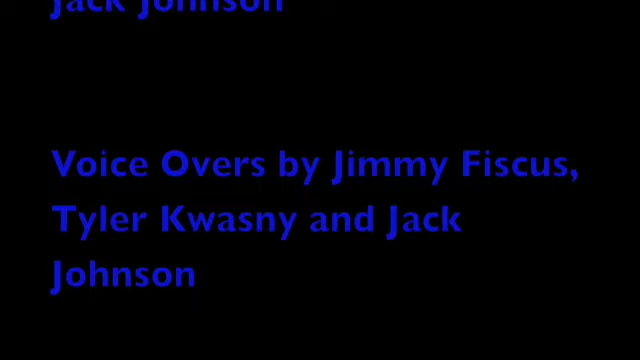 Jack Johnson
Voice Overs by Jimmy Fiscus,
Tyler Kwasny and Jack
Johnson